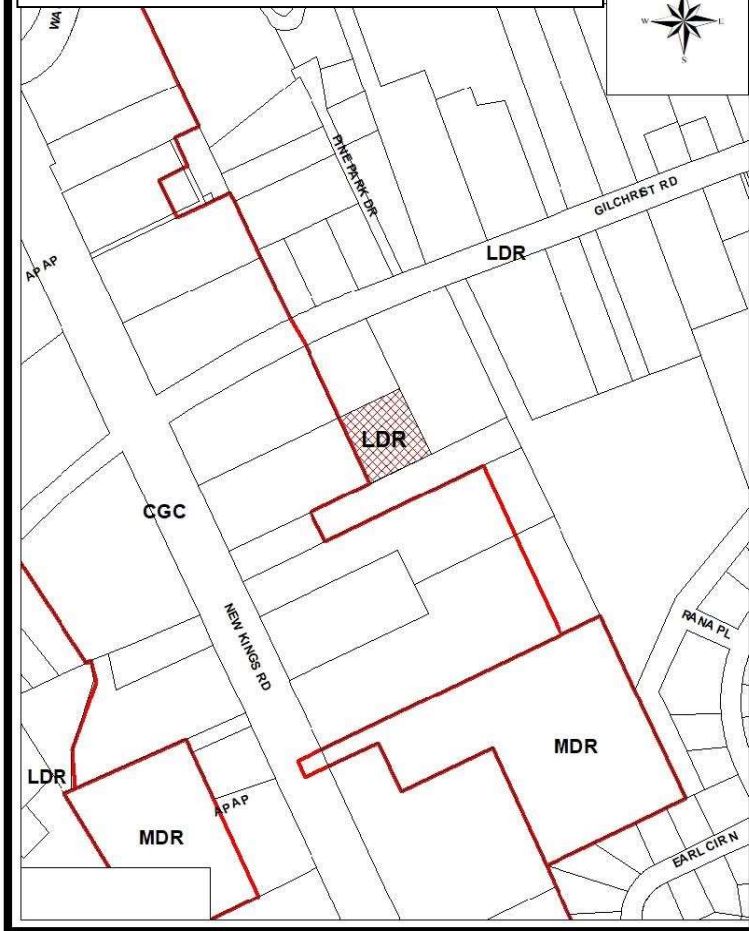 WA
W
E
S
PINE PARK DR
GILCHRIST RD
LDR
AP AP
LDR
CGC
NEW KINGS RD
RANA PL
MDR
LDR
AP AP
MDR
EARL CIR N